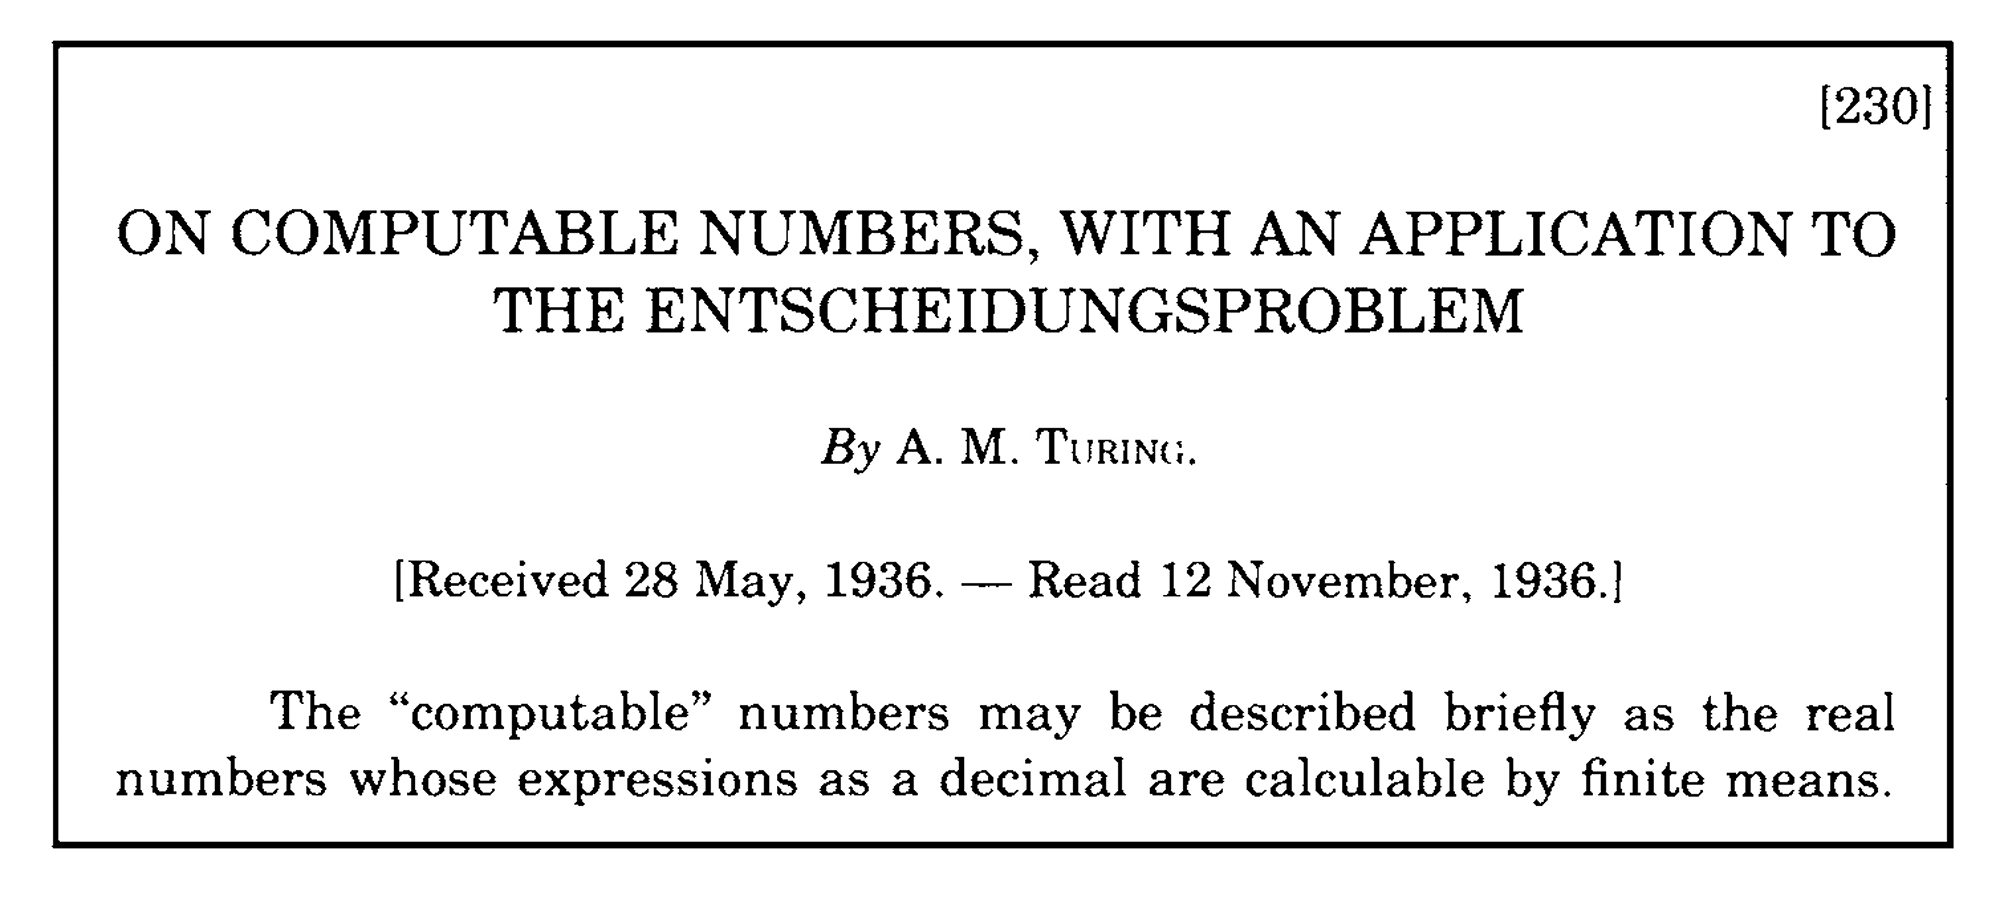 [230]
ON COMPUTABLE NUMBERS, WITH AN APPLICATION TO
THE ENTSCHEIDUNGSPROBLEM
By A. M. TURING.
[Received 28 May, 1936. — Read 12 November, 1936.]
The “computable” numbers may be described briefly as the real
numbers whose expressions as a decimal are calculable by finite means.